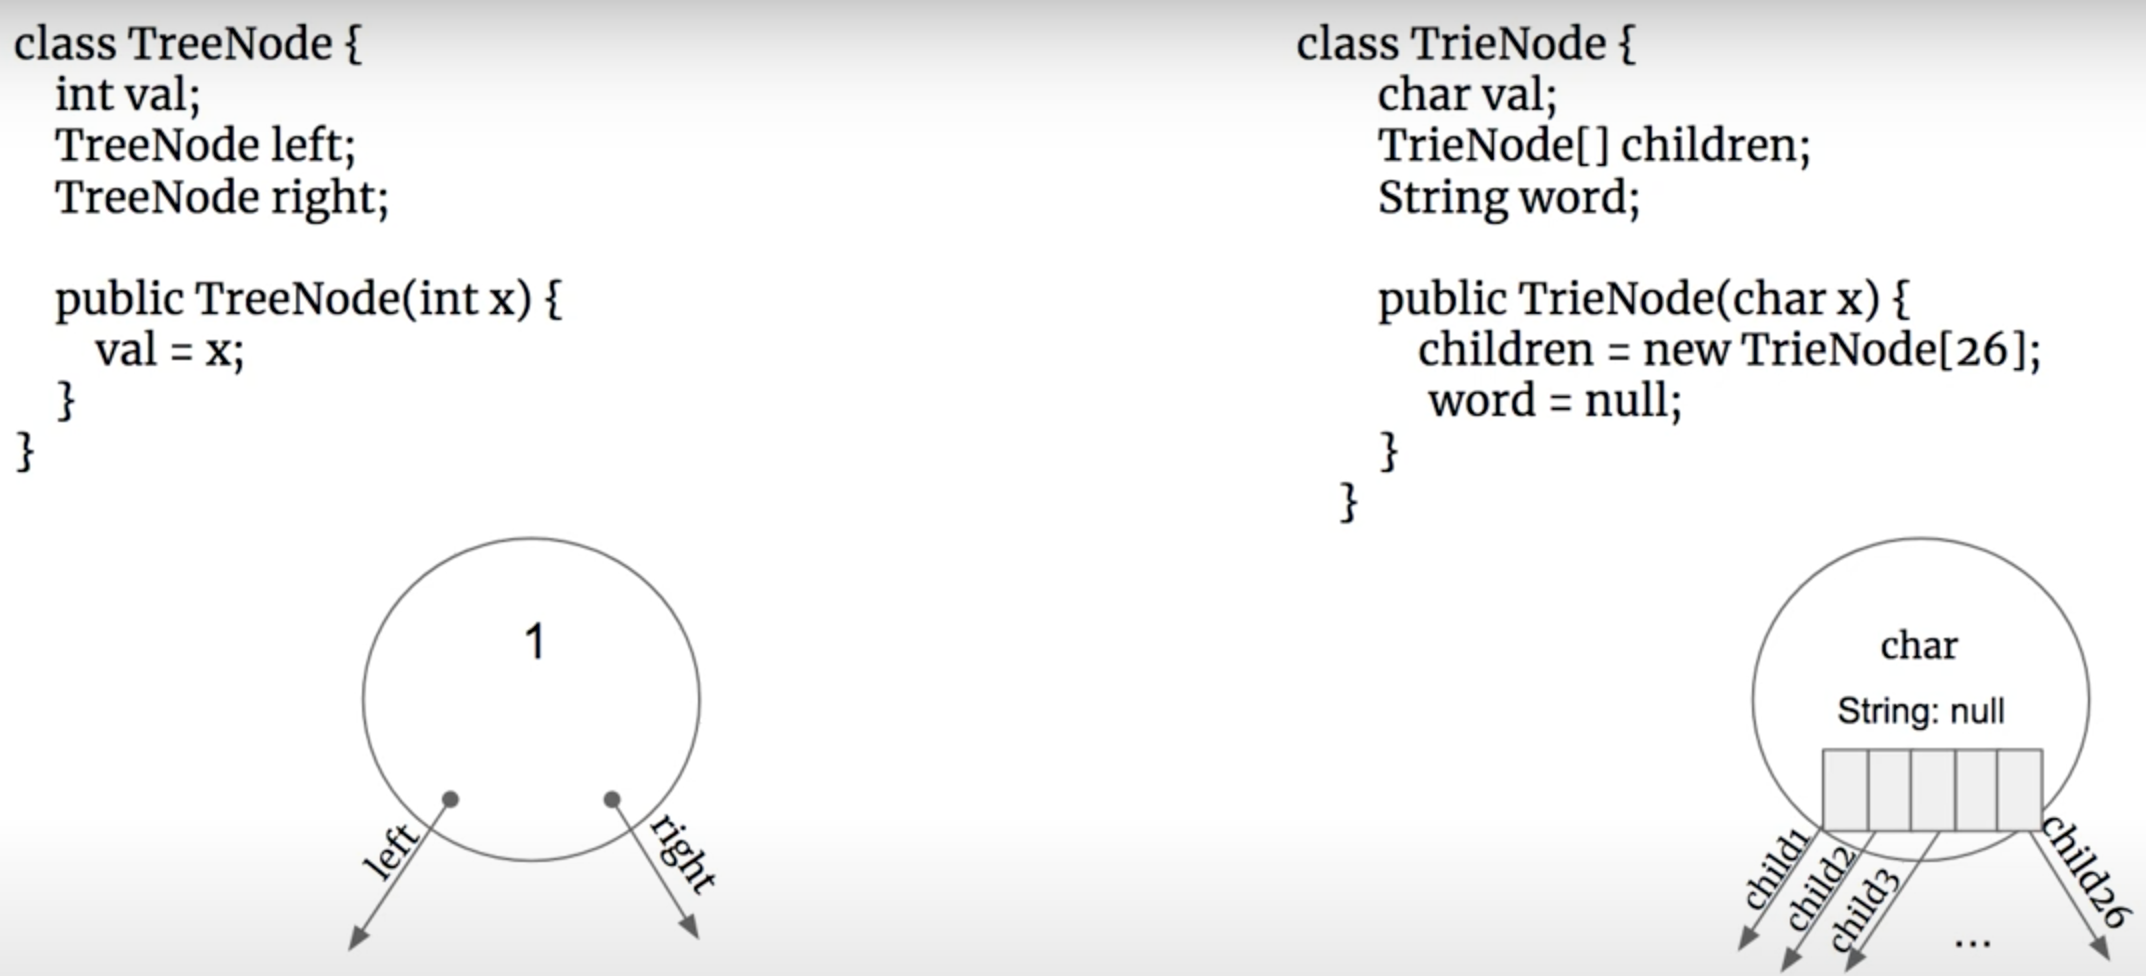 class TreeNode {
int val;
TreeNode left;
TreeNode right;
public TreeNode(int x) {
val = x;
}
}
class TrieNode {
char val;
TrieNode[] children;
String word;
public TrieNode(char x) {
children = new TrieNode[26];
word = null;
}
}
1
left
right
char
String: null
child1
child2
child3
...
child26